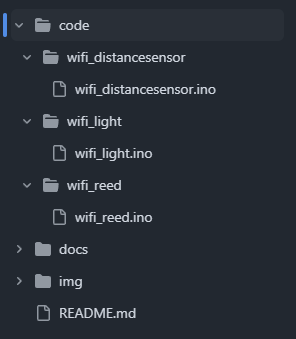 code
wifi_distancesensor
wifi_distancesensor.ino
wifi_light
wifi_light.ino
wifi_reed
wifi_reed.ino
docs
img
README.md